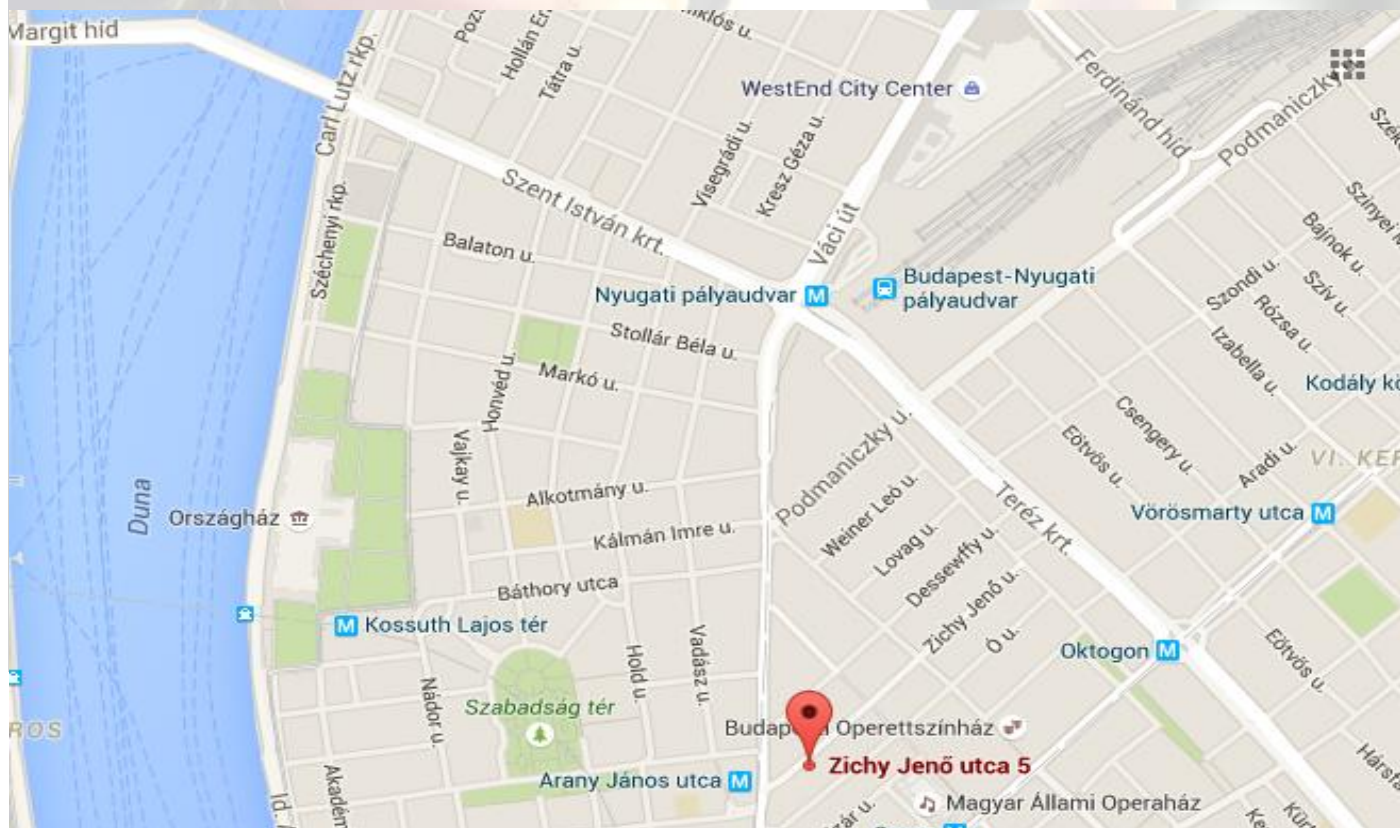 Margit híd
Carl Lutz rkp.
Hollán
Tátra u.
WestEnd City Center
Ferdinánd híd
Podmaniczky
Visegrádi u.
Kresz Géza u.
Szent István krt.
Váci út
Széchenyi rkp.
Balaton u.
Nyugati pályaudvar M
Budapest-Nyugati
pályaudvar
Bajnok u.
Szondi u.
Szív u.
Rózsa u.
Izabella u.
Stollár Béla u.
Markó u.
Honvéd u.
Kodály
Csengery u.
Eötvös u.
Aradi u.
VI.
Podmaniczky u.
Vajkay u.
Alkotmány u.
Weiner Leó u.
Teréz krt.
Vörösmarty utca M
Duna
Országház
Kálmán Imre u.
Lovag u.
Dessewffy u.
Báthory utca
Zichy Jenő u.
M Kossuth Lajos tér
Ó u.
Oktogon M
Eötvös u.
Hold u.
Vadász u.
Nádor u.
Szabadság tér
Operettszínház
Zichy Jenő utca 5
Arany János utca M
Magyar Állami Operaház